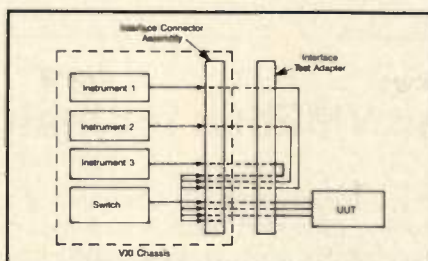 Interface Connector
Assembly
Interface
Test Adapter
Instrument 1
Instrument 2
Instrument 3
Switch
UUT
VXI Chassis